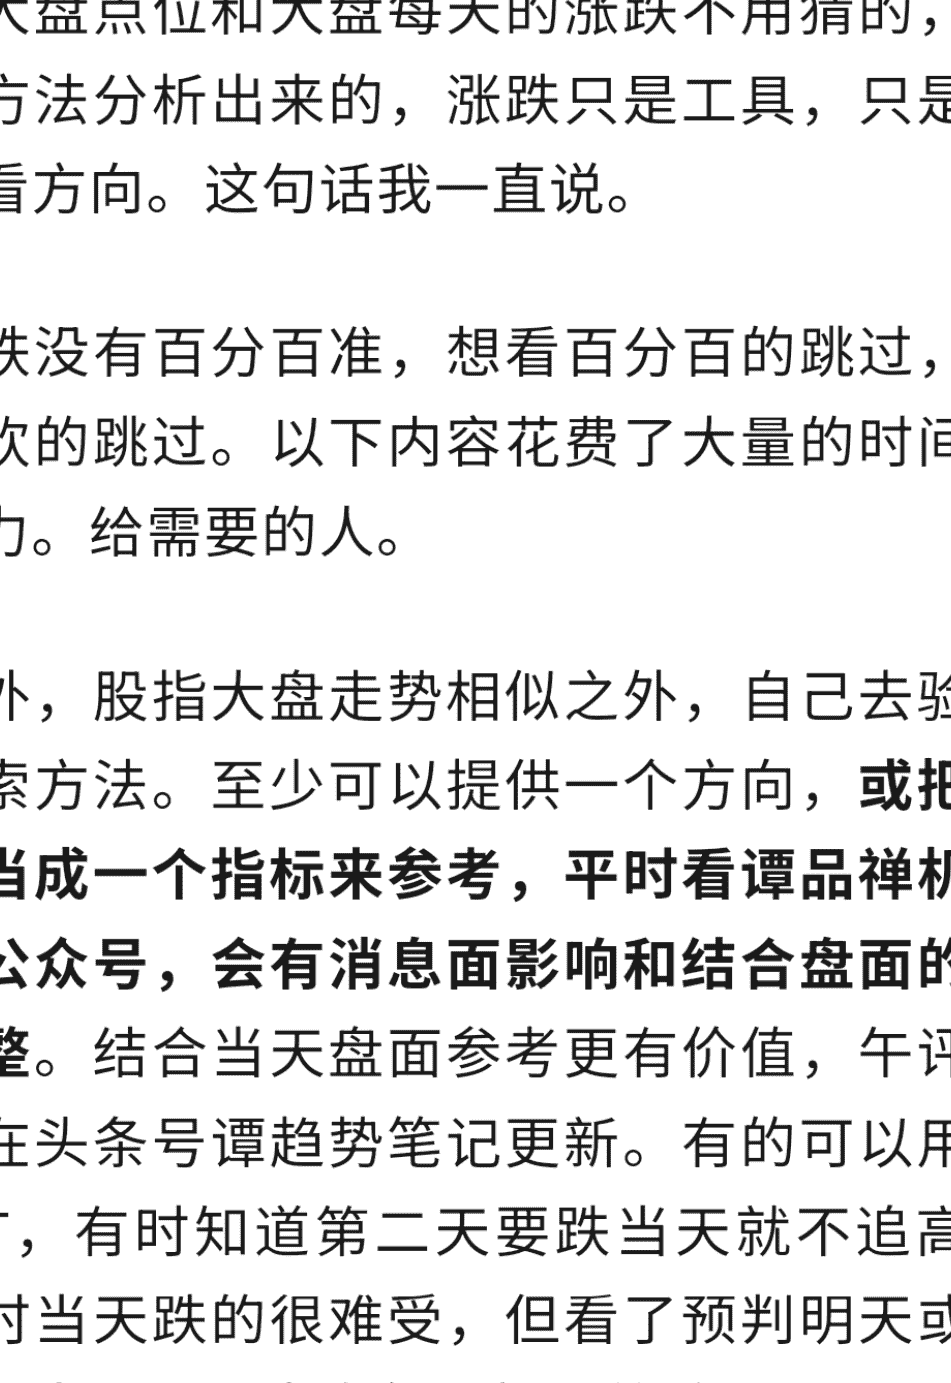 大盘点位和大盘每天的涨跌不用猜的，
方法分析出来的，涨跌只是工具，只是
看方向。这句话我一直说。
跌没有百分百准，想看百分百的跳过，
欢的跳过。以下内容花费了大量的时间
力。给需要的人。
外，股指大盘走势相似之外，自己去验
索方法。至少可以提供一个方向，或把
当成一个指标来参考，平时看谭品禅机
公众号，会有消息面影响和结合盘面的
整。结合当天盘面参考更有价值，午评
在头条号谭趋势笔记更新。有的可以用
，有时知道第二天要跌当天就不追高
时当天跌的很难受，但看了预判明天或